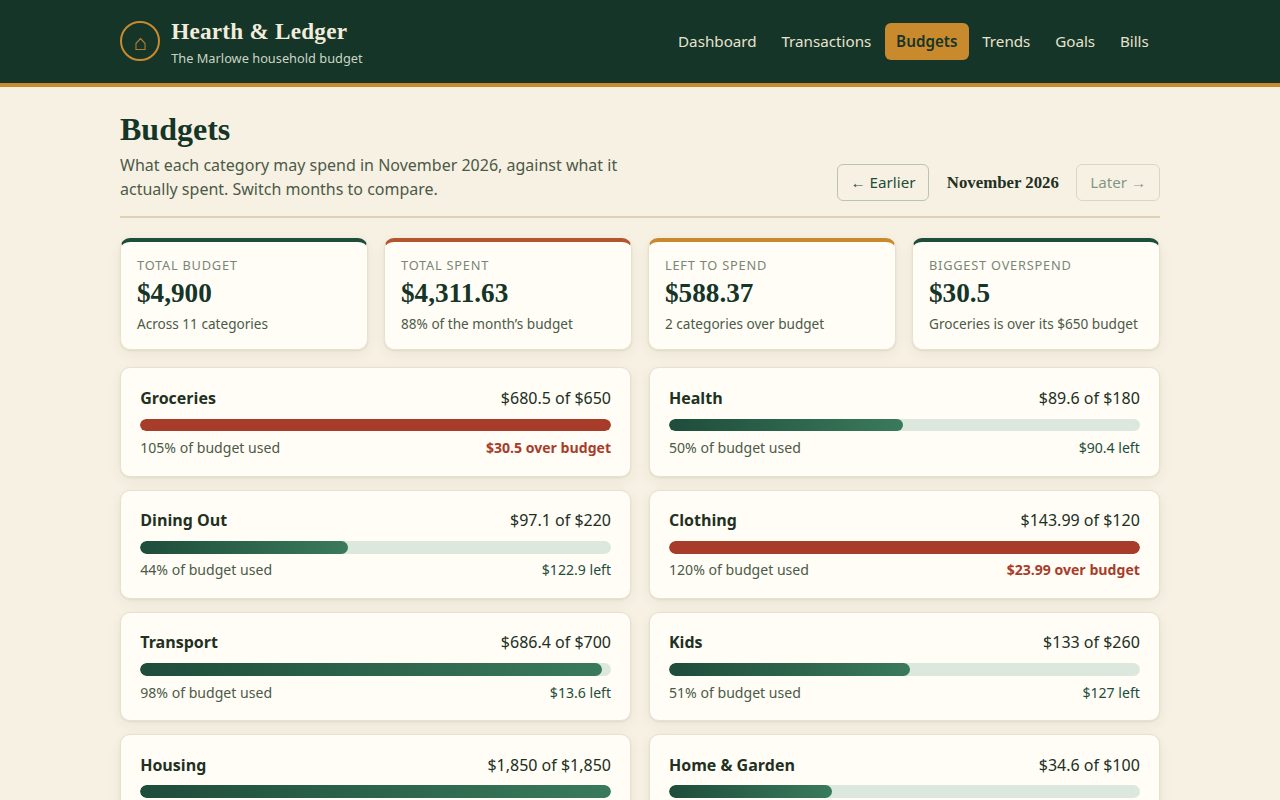 Hearth & Ledger
The Marlowe household budget
Dashboard
Transactions
Budgets
Trends
Goals
Bills
Budgets
What each category may spend in November 2026, against what it
actually spent. Switch months to compare.
← Earlier
November 2026
Later →
TOTAL BUDGET
$4,900
Across 11 categories
TOTAL SPENT
$4,311.63
88% of the month’s budget
LEFT TO SPEND
$588.37
2 categories over budget
BIGGEST OVERSPEND
$30.5
Groceries is over its $650 budget
Groceries
$680.5 of $650
105% of budget used
$30.5 over budget
Health
$89.6 of $180
50% of budget used
$90.4 left
Dining Out
$97.1 of $220
44% of budget used
$122.9 left
Clothing
$143.99 of $120
120% of budget used
$23.99 over budget
Transport
$686.4 of $700
98% of budget used
$13.6 left
Kids
$133 of $260
51% of budget used
$127 left
Housing
$1,850 of $1,850
Home & Garden
$34.6 of $100